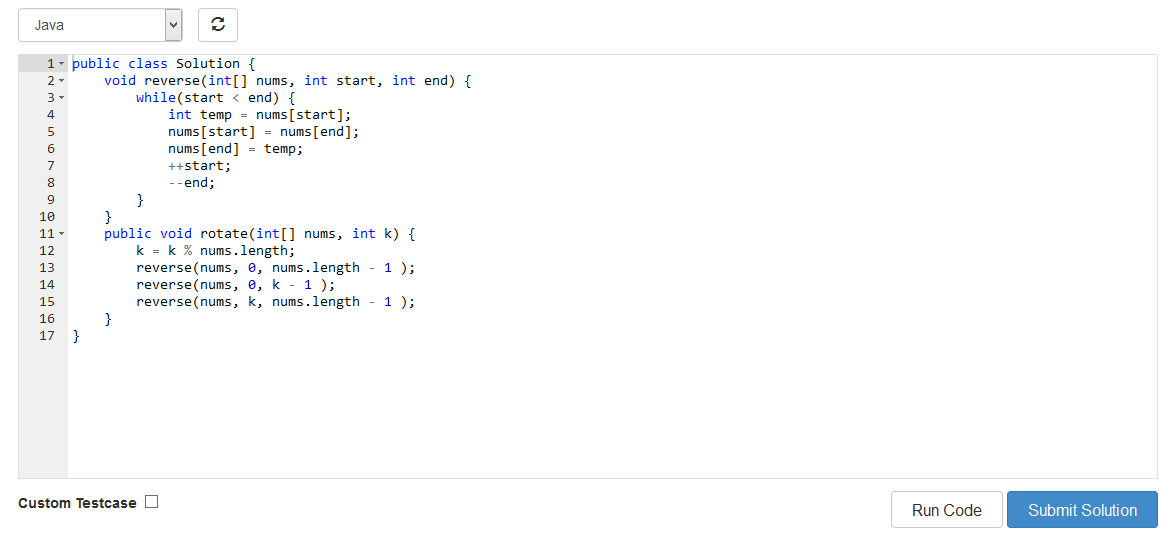 Java
1 public class Solution {
2     void reverse(int[] nums, int start, int end) {
3         while(start < end) {
4             int temp = nums[start];
5             nums[start] = nums[end];
6             nums[end] = temp;
7             ++start;
8             --end;
9         }
10     }
11     public void rotate(int[] nums, int k) {
12         k = k % nums.length;
13         reverse(nums, 0, nums.length - 1 );
14         reverse(nums, 0, k - 1 );
15         reverse(nums, k, nums.length - 1 );
16     }
17 }
Custom Testcase
Run Code
Submit Solution